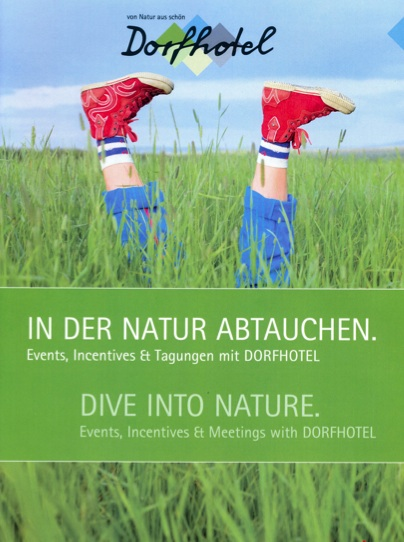 von Natur aus schön
Dorfhotel
IN DER NATUR ABTAUCHEN.
Events, Incentives & Tagungen mit DORFHOTEL
DIVE INTO NATURE.
Events, Incentives & Meetings with DORFHOTEL